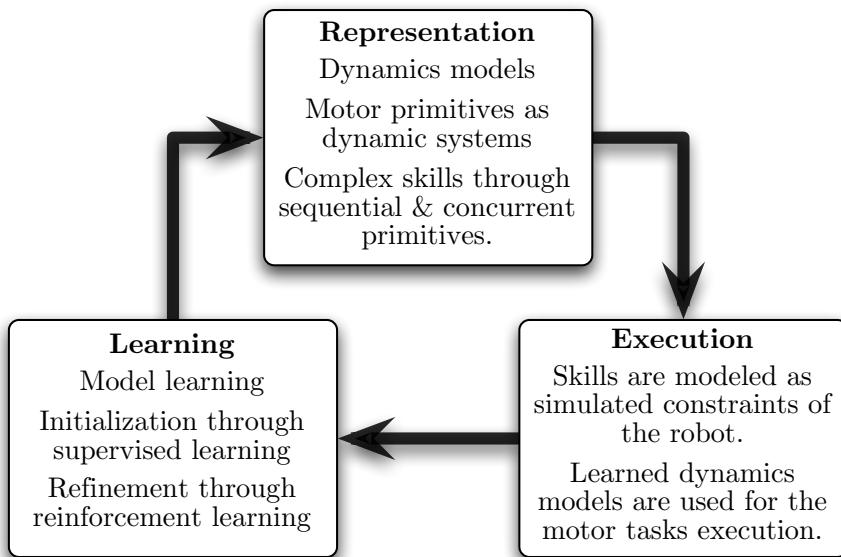 Representation
Dynamics models
Motor primitives as
dynamic systems
Complex skills through
sequential & concurrent
primitives.
Learning
Model learning
Initialization through
supervised learning
Refinement through
reinforcement learning
Execution
Skills are modeled as
simulated constraints of
the robot.
Learned dynamics
models are used for the
motor tasks execution.